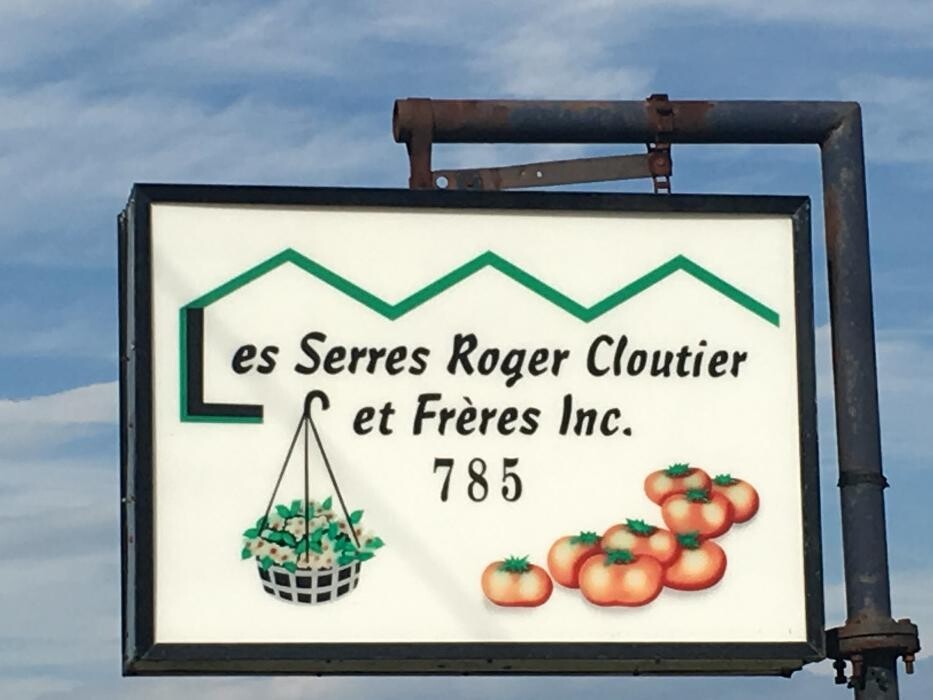 Les Serres Roger Cloutier
et Frères Inc.
785